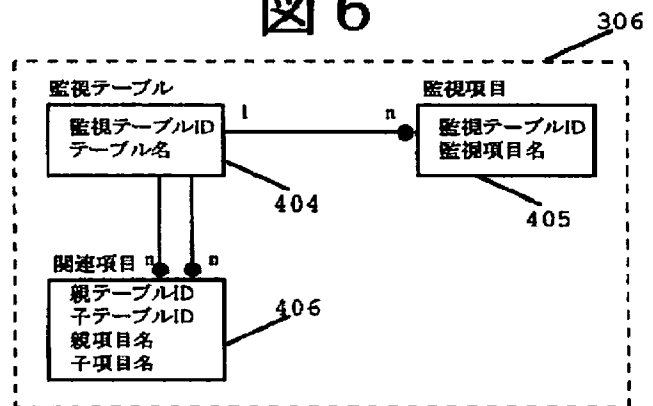 図6
306
監視テーブル
監視テーブルID
テーブル名
1
n
監視項目
監視テーブルID
監視項目名
404
405
関連項目
n
n
親テーブルID
子テーブルID
親項目名
子項目名
406